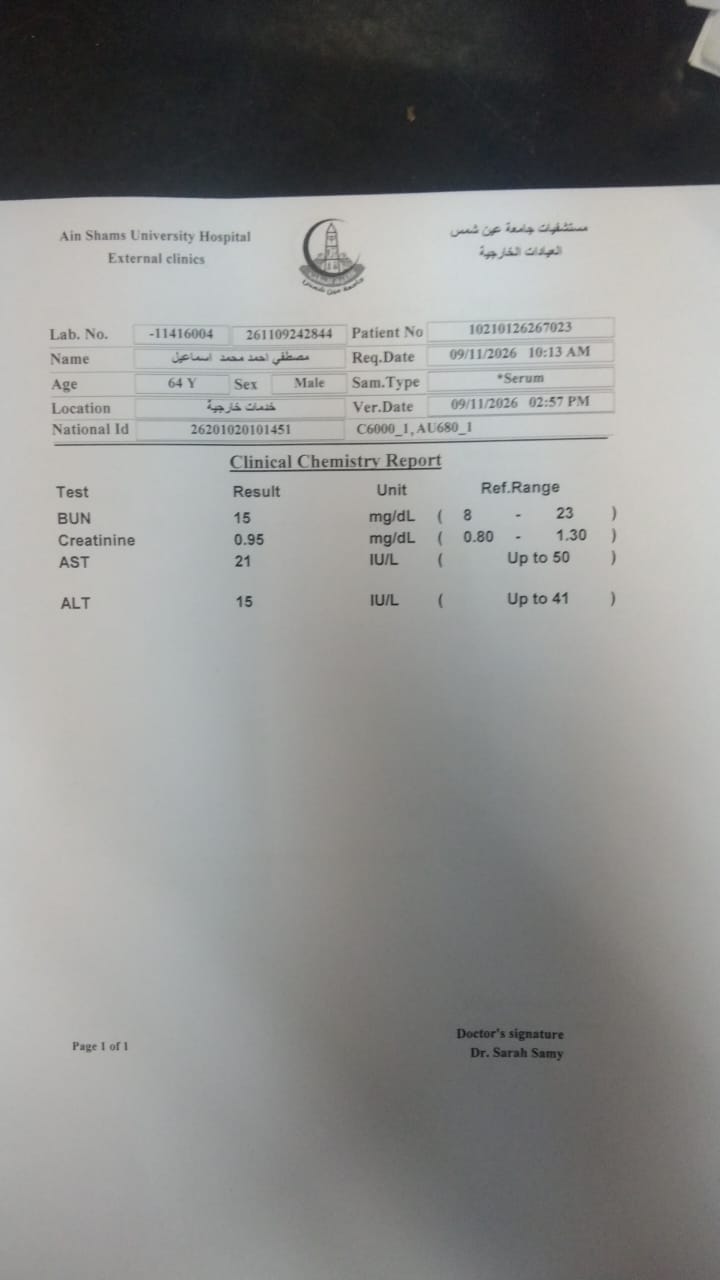 Ain Shams University Hospital
External clinics
جامعة عين شمس
مستشفيات جامعة عين شمس
العيادات الخارجية
Lab. No. -11416004 261109242844 Patient No 10210126267023
Name مصطفي احمد محمد اسماعيل Req.Date 09/11/2026 10:13 AM
Age 64 Y Sex Male Sam.Type *Serum
Location خدمات خارجية Ver.Date 09/11/2026 02:57 PM
National Id 26201020101451 C6000_1, AU680_1
Clinical Chemistry Report
Test Result Unit Ref.Range
BUN 15 mg/dL ( 8 - 23 )
Creatinine 0.95 mg/dL ( 0.80 - 1.30 )
AST 21 IU/L ( Up to 50 )
ALT 15 IU/L ( Up to 41 )
Page 1 of 1
Doctor's signature
Dr. Sarah Samy